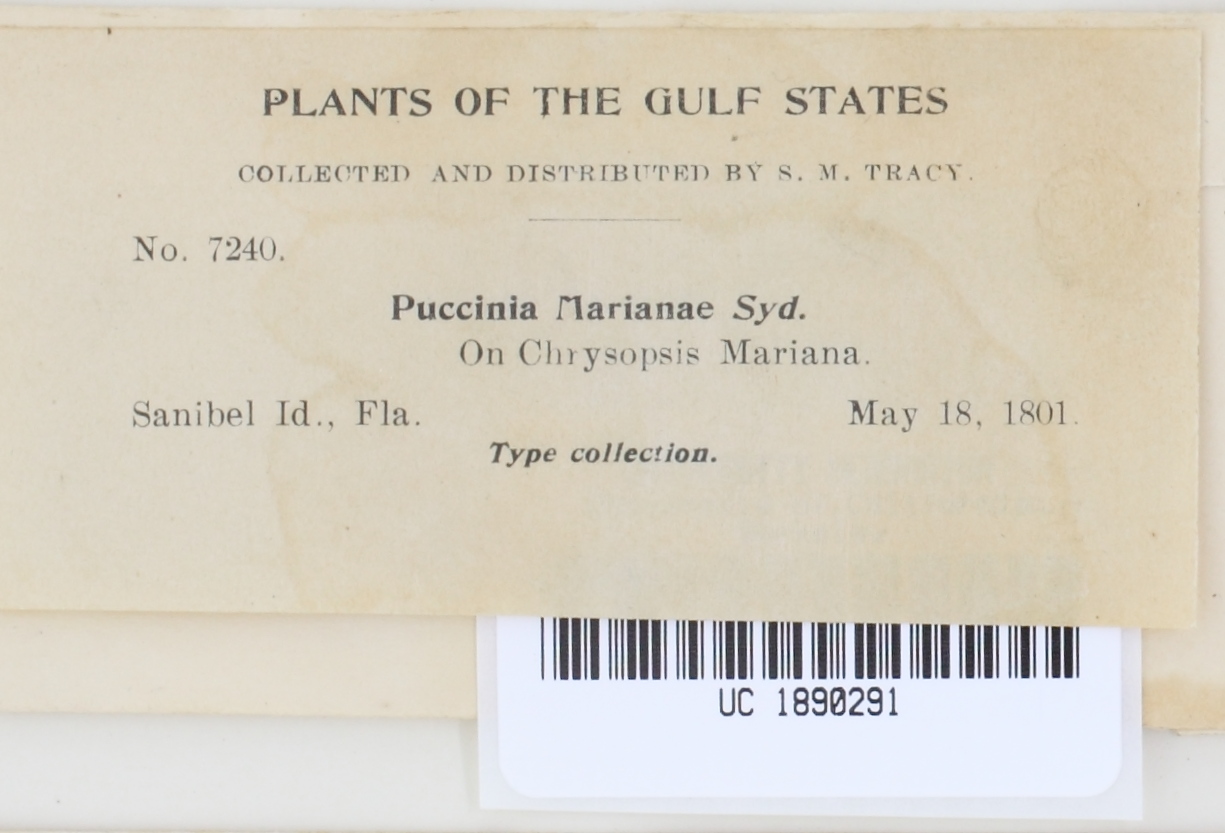 PLANTS OF THE GULF STATES
COLLECTED AND DISTRIBUTED BY S. M. TRACY.
No. 7240.
Puccinia Marianae Syd.
On Chrysopsis Mariana.
Sanibel Id., Fla. May 18, 1801.
Type collection.
UC 1890291